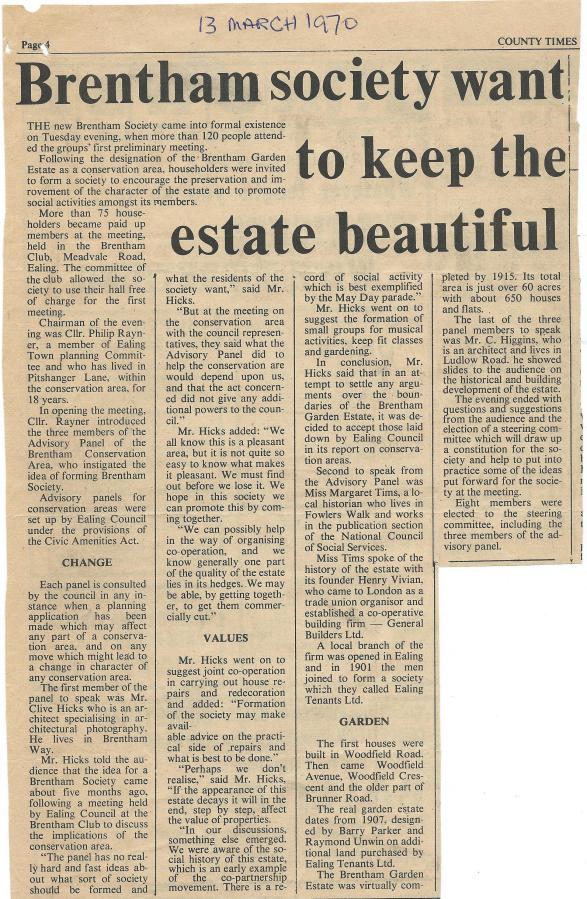 13 MARCH 1970
Page 4
COUNTY TIMES
Brentham society want
to keep the
estate beautiful
THE new Brentham Society came into formal existence
on Tuesday evening, when more than 120 people attend-
ed the groups' first preliminary meeting.
Following the designation of the Brentham Garden
Estate as a conservation area, householders were invited
to form a society to encourage the preservation and im-
provement of the character of the estate and to promote
social activities amongst its members.
More than 75 house-
holders became paid up
members at the meeting,
held in the Brentham
Club, Meadvale Road,
Ealing. The committee of
the club allowed the so-
ciety to use their hall free
of charge for the first
meeting.
Chairman of the even-
ing was Cllr. Philip Rayn-
er, a member of Ealing
Town planning Commit-
tee and who has lived in
Pitshanger Lane, within
the conservation area, for
18 years.
In opening the meeting,
Cllr. Rayner introduced
the three members of the
Advisory Panel of the
Brentham Conservation
Area, who instigated the
idea of forming Brentham
Society.
Advisory panels for
conservation areas were
set up by Ealing Council
under the provisions of
the Civic Amenities Act.
CHANGE
Each panel is consulted
by the council in any in-
stance when a planning
application has been
made which may affect
any part of a conserva-
tion area, and on any
move which might lead to
a change in character of
any conservation area.
The first member of the
panel to speak was Mr.
Clive Hicks who is an ar-
chitect specialising in ar-
chitectural photography.
He lives in Brentham
Way.
Mr. Hicks told the au-
dience that the idea for a
Brentham Society came
about five months ago,
following a meeting held
by Ealing Council at the
Brentham Club to discuss
the implications of the
conservation area.
"The panel has no real-
ly hard and fast ideas ab-
out what sort of society
should be formed and
what the residents of the
society want," said Mr.
Hicks.
"But at the meeting on
the conservation area
with the council represent-
atives, they said what the
Advisory Panel did to
help the conservation are
would depend upon us,
and that the act concern-
ed did not give any addi-
tional powers to the coun-
cil."
Mr. Hicks added: "We
all know this is a pleasant
area, but it is not quite so
easy to know what makes
it pleasant. We must find
out before we lose it. We
hope in this society we
can promote this by com-
ing together.
"We can possibly help
in the way of organising
co-operation, and we
know generally one part
of the quality of the estate
lies in its hedges. We may
be able, by getting togeth-
er, to get them commer-
cially cut."
VALUES
Mr. Hicks went on to
suggest joint co-operation
in carrying out house re-
pairs and redecoration
and added: "Formation
of the society may make
avail-
able advice on the practi-
cal side of repairs and
what is best to be done."
"Perhaps we don't
realise," said Mr. Hicks,
"If the appearance of this
estate decays it will in the
end, step by step, affect
the value of properties.
"In our discussions,
something else emerged.
We were aware of the so-
cial history of this estate,
which is an early example
of the co-partnership
movement. There is a re-
cord of social activity
which is best exemplified
by the May Day parade."
Mr. Hicks went on to
suggest the formation of
small groups for musical
activities, keep fit classes
and gardening.
In conclusion, Mr.
Hicks said that in an at-
tempt to settle any argu-
ments over the boun-
daries of the Brentham
Garden Estate, it was de-
cided to accept those laid
down by Ealing Council
in its report on conserva-
tion areas.
Second to speak from
the Advisory Panel was
Miss Margaret Tims, a lo-
cal historian who lives in
Fowlers Walk and works
in the publication section
of the National Council
of Social Services.
Miss Tims spoke of the
history of the estate with
its founder Henry Vivian,
who came to London as a
trade union organisor and
established a co-operative
building firm — General
Builders Ltd.
A local branch of the
firm was opened in Ealing
and in 1901 the men
joined to form a society
which they called Ealing
Tenants Ltd.
GARDEN
The first houses were
built in Woodfield Road.
Then came Woodfield
Avenue, Woodfield Cres-
cent and the older part of
Brunner Road.
The real garden estate
dates from 1907, design-
ed by Barry Parker and
Raymond Unwin on addi-
tional land purchased by
Ealing Tenants Ltd.
The Brentham Garden
Estate was virtually com-
pleted by 1915. Its total
area is just over 60 acres
with about 650 houses
and flats.
The last of the three
panel members to speak
was Mr. C. Higgins, who
is an architect and lives in
Ludlow Road. he showed
slides to the audience on
the historical and building
development of the estate.
The evening ended with
questions and suggestions
from the audience and the
election of a steering com-
mittee which will draw up
a constitution for the so-
ciety and help to put into
practice some of the ideas
put forward for the socie-
ty at the meeting.
Eight members were
elected to the steering
committee, including the
three members of the ad-
visory panel.